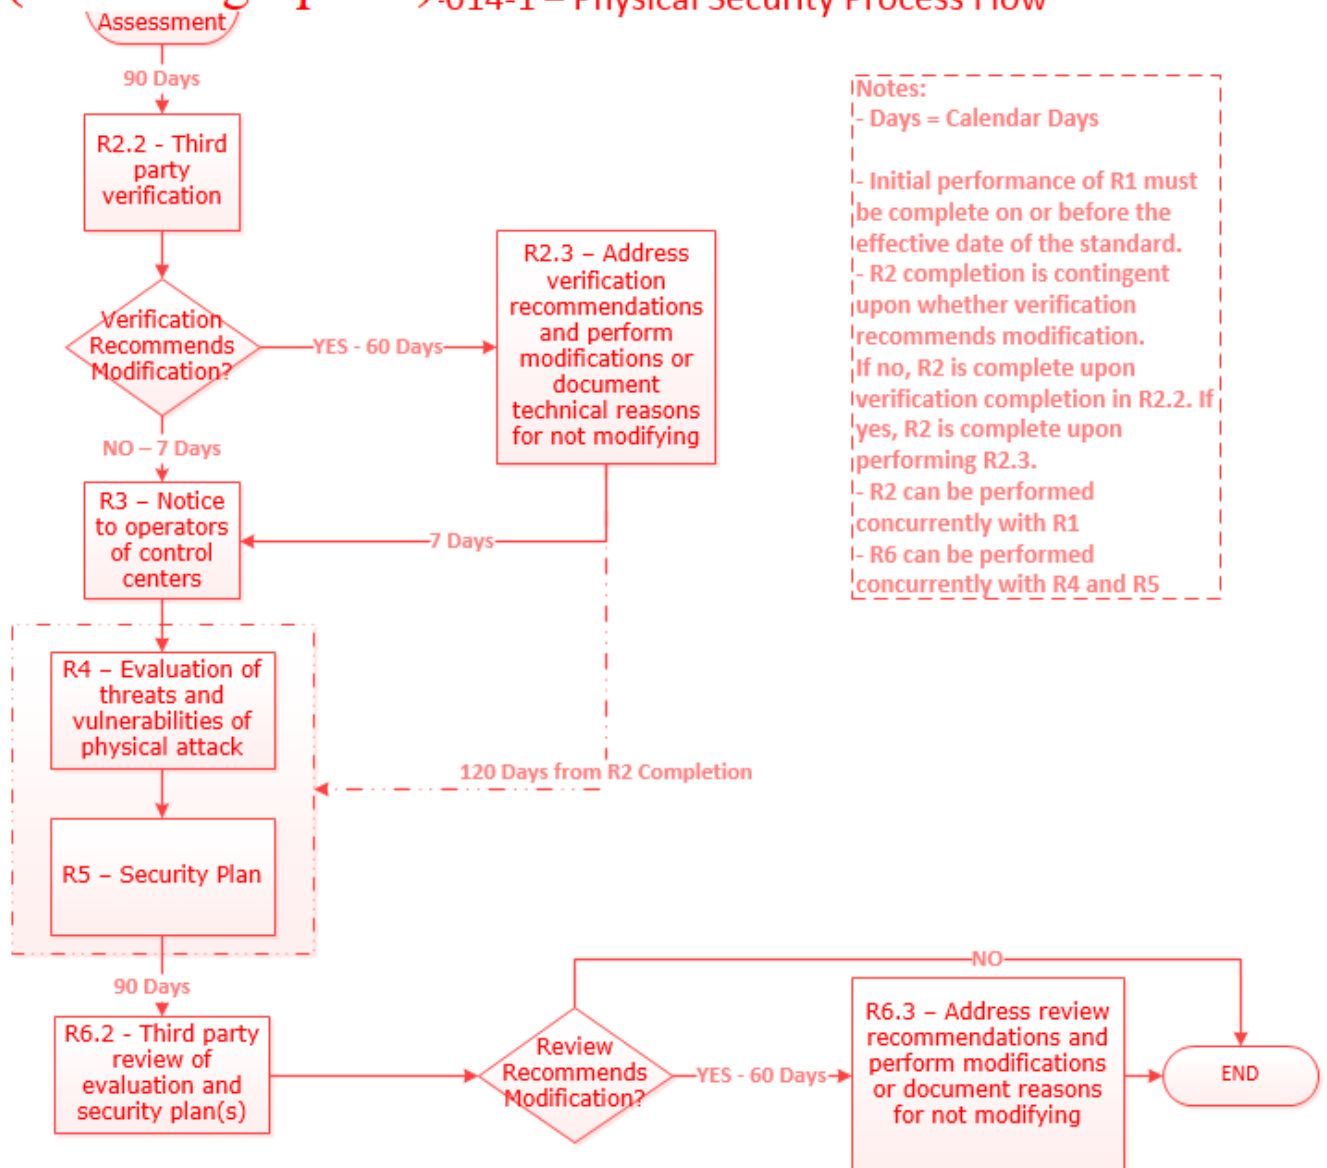 -014-1 – Physical Security Process Flow
Assessment
90 Days
R2.2 - Third
party
verification
Verification
Recommends
Modification?
YES - 60 Days
R2.3 – Address
verification
recommendations
and perform
modifications or
document
technical reasons
for not modifying
NO – 7 Days
R3 – Notice
to operators
of control
centers
7 Days
R4 – Evaluation of
threats and
vulnerabilities of
physical attack
120 Days from R2 Completion
R5 – Security Plan
90 Days
R6.2 - Third party
review of
evaluation and
security plan(s)
Review
Recommends
Modification?
NO
YES - 60 Days
R6.3 – Address review
recommendations and
perform modifications
or document reasons
for not modifying
END
Notes:
- Days = Calendar Days
- Initial performance of R1 must
be complete on or before the
effective date of the standard.
- R2 completion is contingent
upon whether verification
recommends modification.
If no, R2 is complete upon
verification completion in R2.2. If
yes, R2 is complete upon
performing R2.3.
- R2 can be performed
concurrently with R1
- R6 can be performed
concurrently with R4 and R5